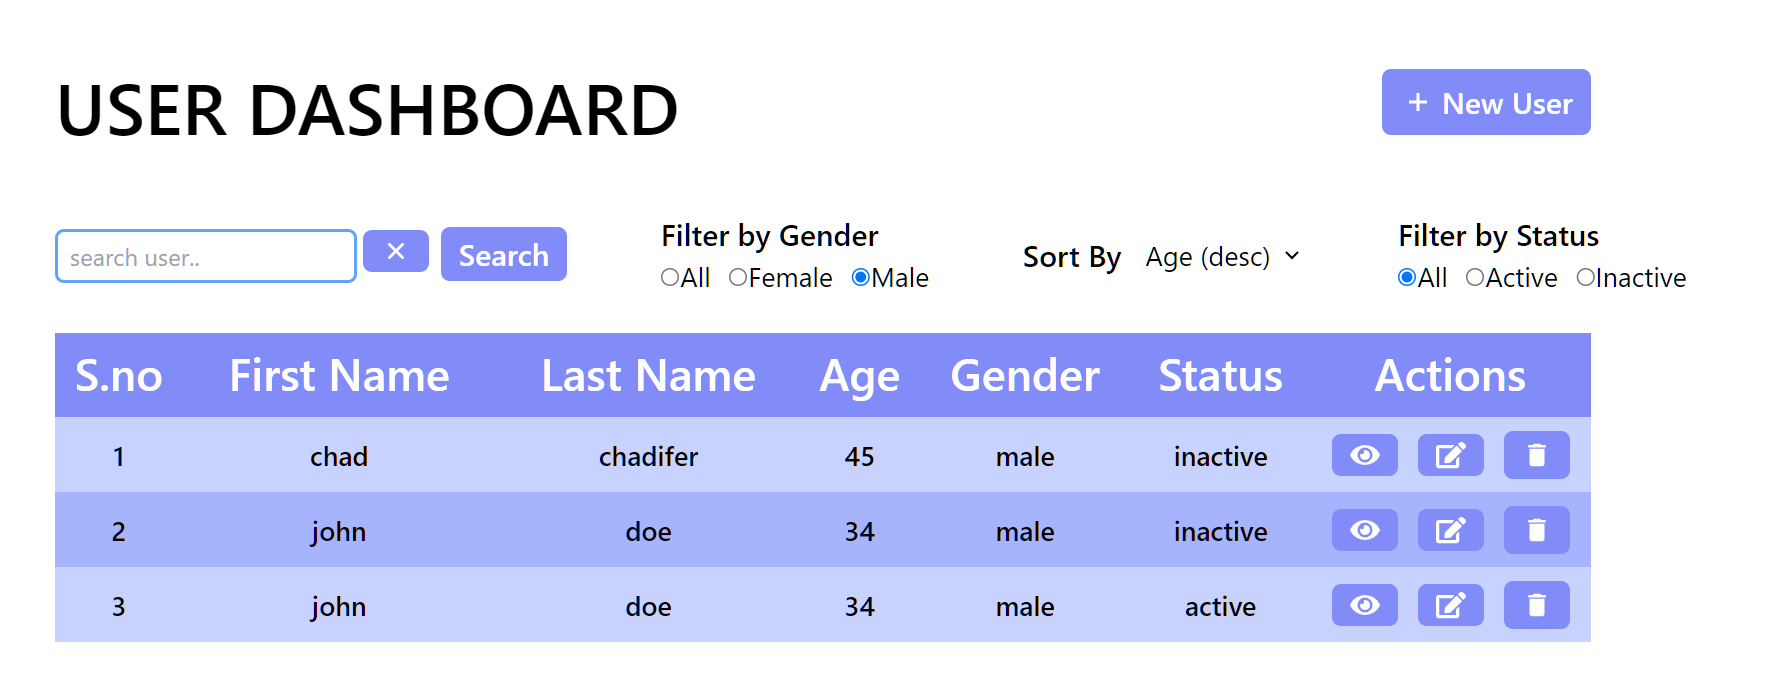 USER DASHBOARD
+ New User
search user..
Search
Filter by Gender
All Female Male
Sort By Age (desc)
Filter by Status
All Active Inactive
S.no First Name Last Name Age Gender Status Actions
1 chad chadifer 45 male inactive
2 john doe 34 male inactive
3 john doe 34 male active